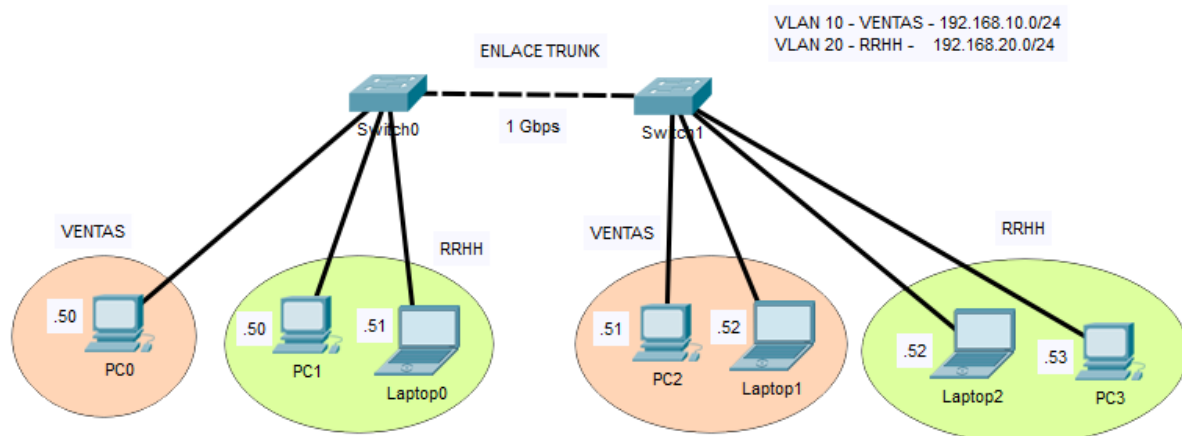 VLAN 10 - VENTAS - 192.168.10.0/24
VLAN 20 - RRHH - 192.168.20.0/24
ENLACE TRUNK
Switch0
1 Gbps
Switch1
VENTAS
RRHH
VENTAS
RRHH
.50
PC0
.50
PC1
.51
Laptop0
.51
PC2
.52
Laptop1
.52
Laptop2
.53
PC3